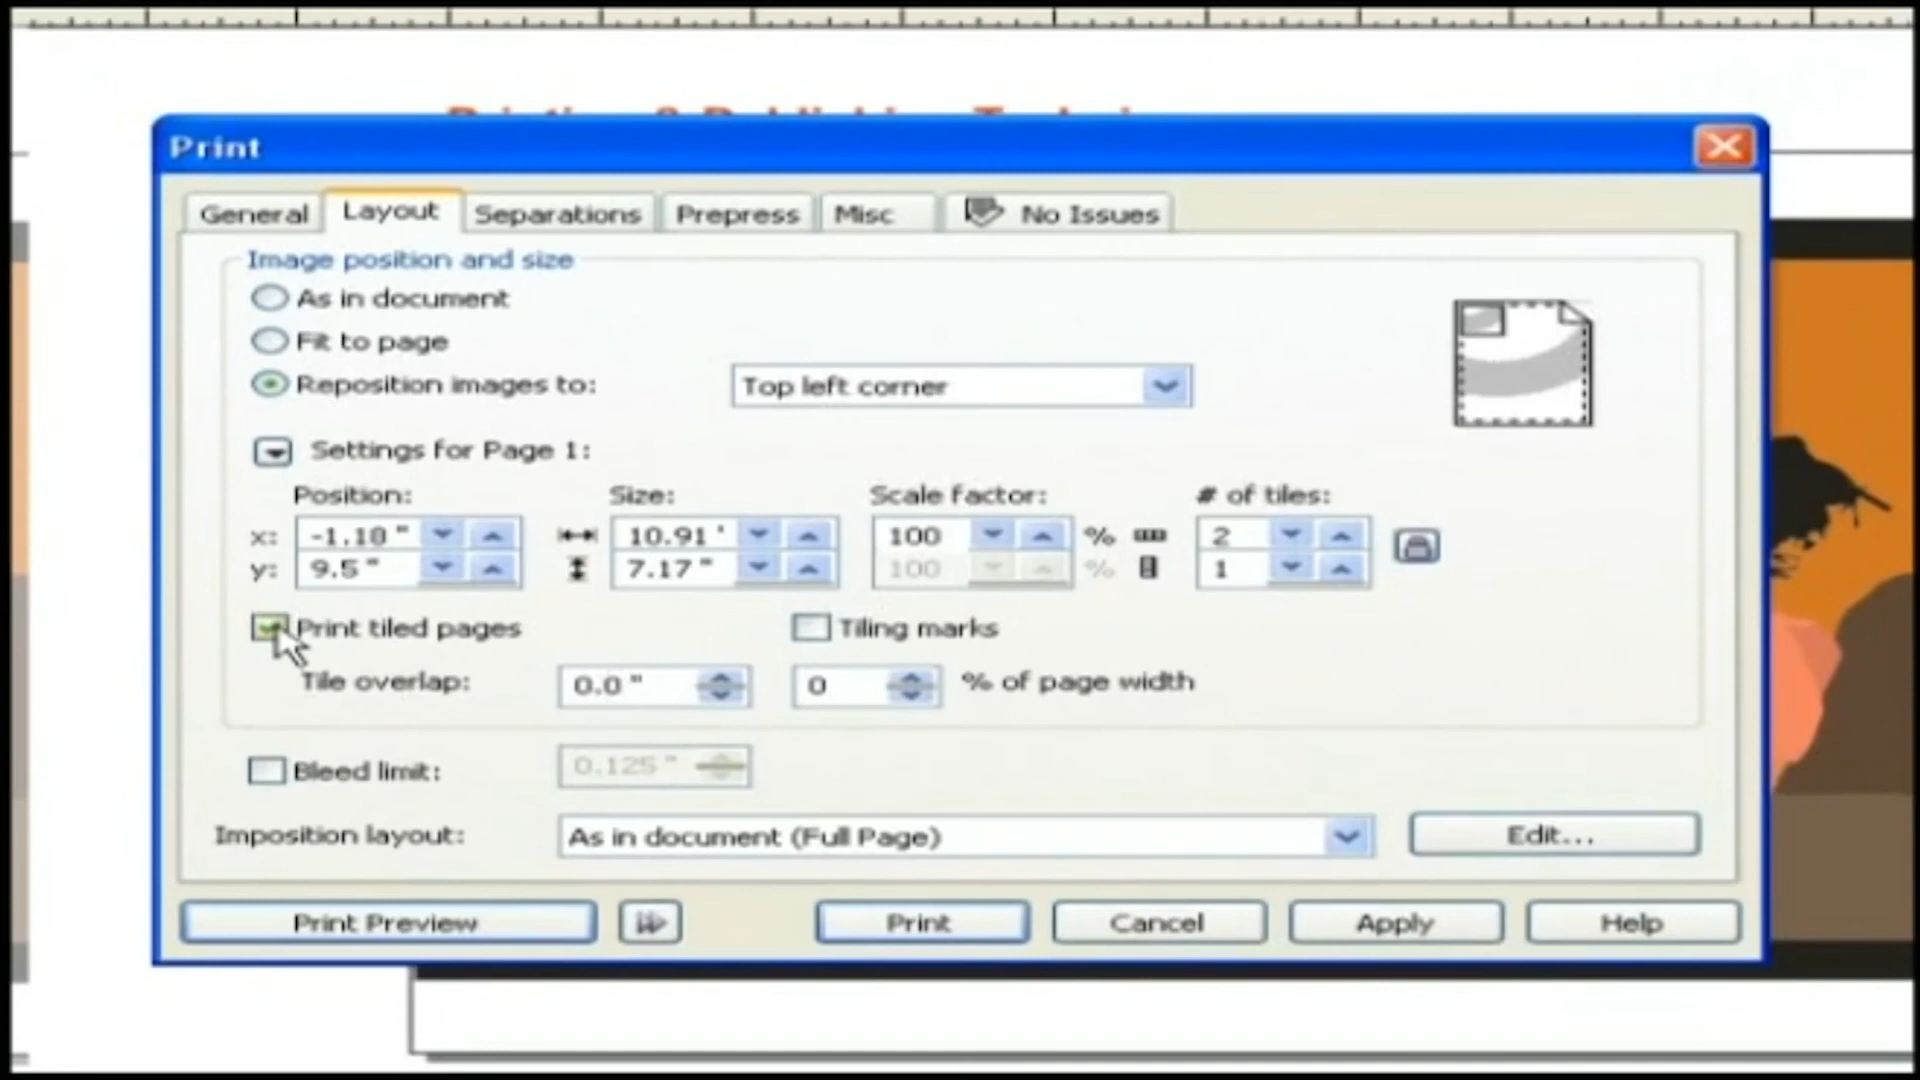 Print
General Layout Separations Prepress Misc No Issues
Image position and size
As in document
Fit to page
Reposition images to: Top left corner
Settings for Page 1:
Position: Size: Scale factor: # of tiles:
x: -1.18 " 10.91 ' 100 % 2
y: 9.5 " 7.17 " 100 % 1
Print tiled pages Tiling marks
Tile overlap: 0.0 " 0 % of page width
Bleed limit: 0.125 "
Imposition layout: As in document (Full Page) Edit...
Print Preview Print Cancel Apply Help